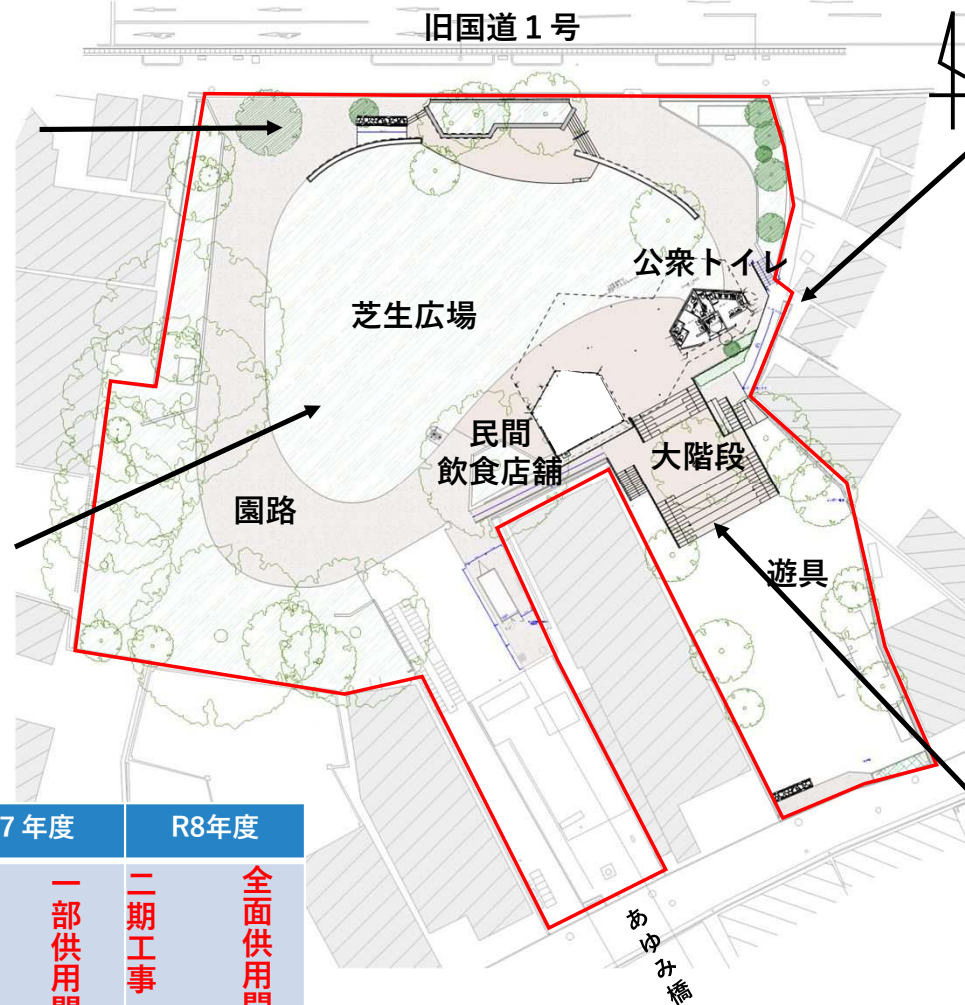 旧国道１号
公衆トイレ
芝生広場
民間
飲食店舗
大階段
園路
遊具
あゆみ橋
７年度
R8年度
一部供用開
二期工事
全面供用開